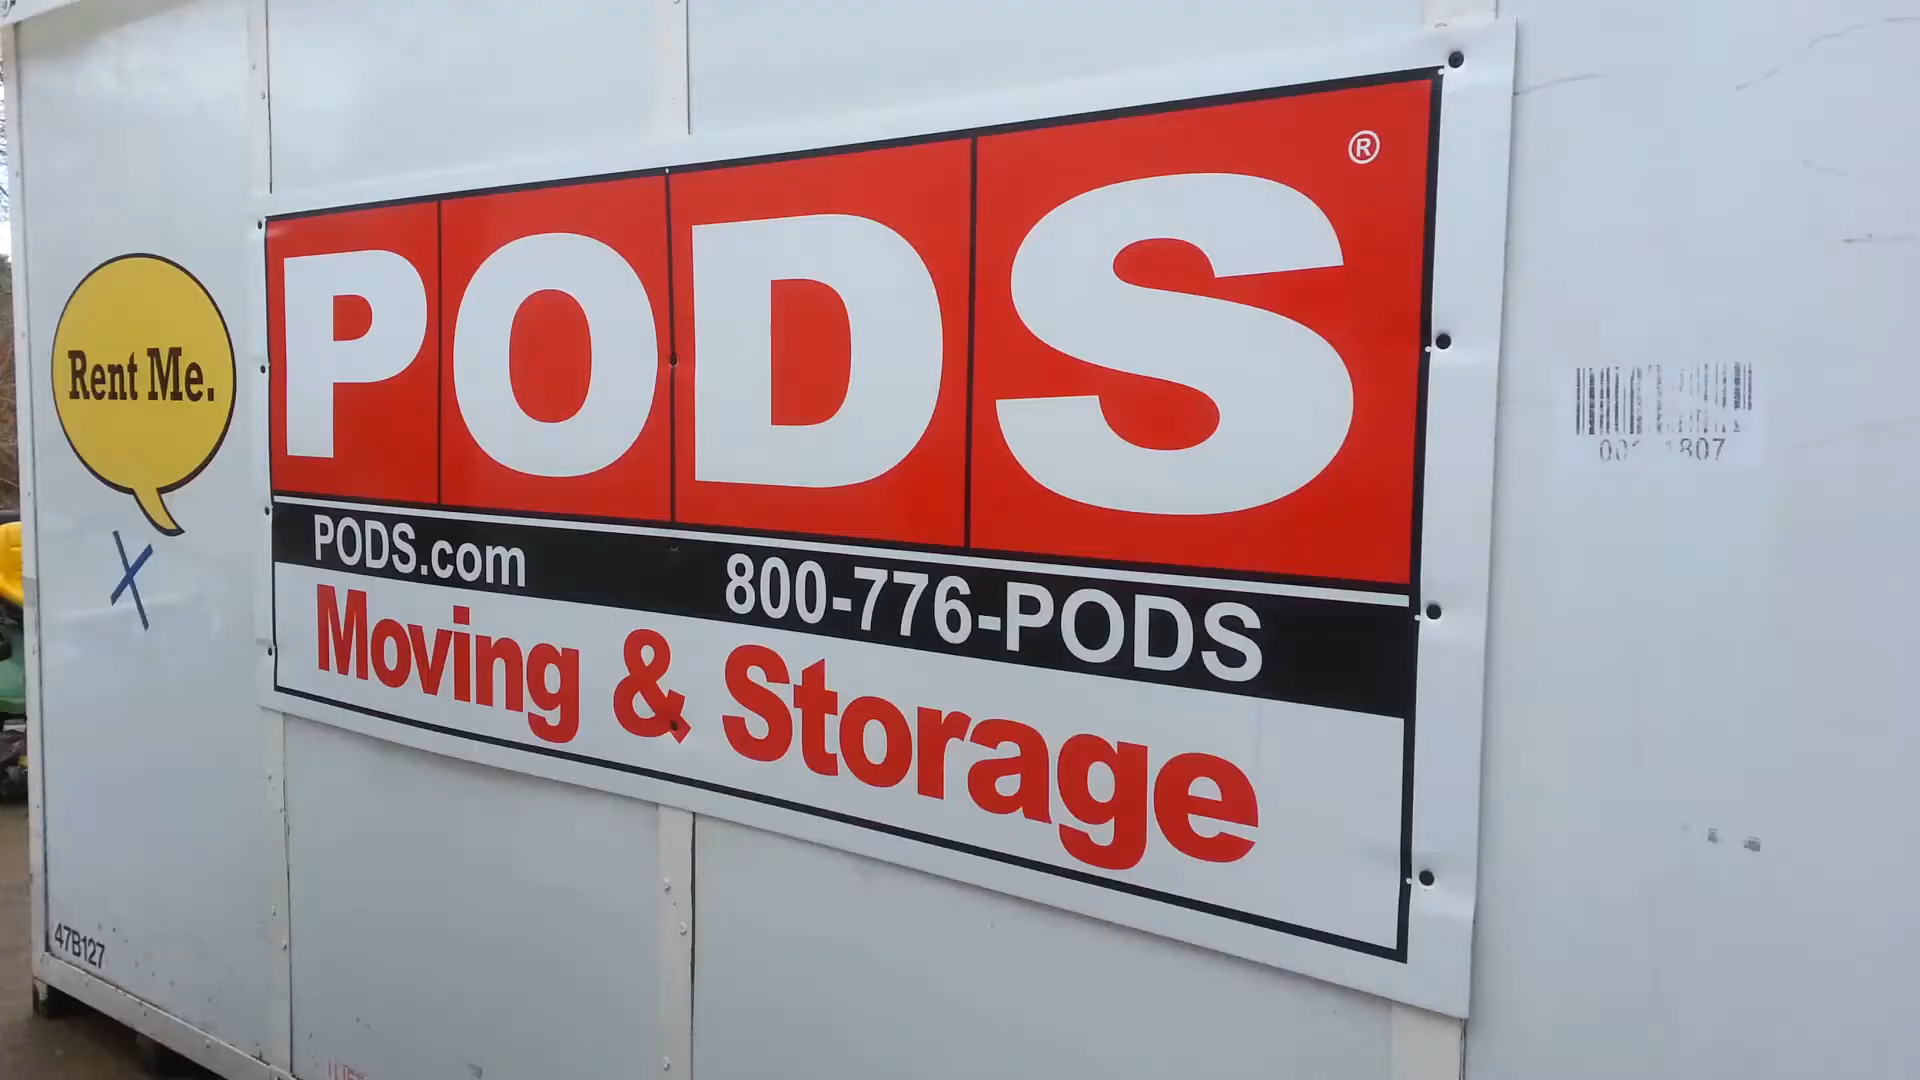 PODS®
PODS.com 800-776-PODS
Moving & Storage
Rent Me.
X
47B127